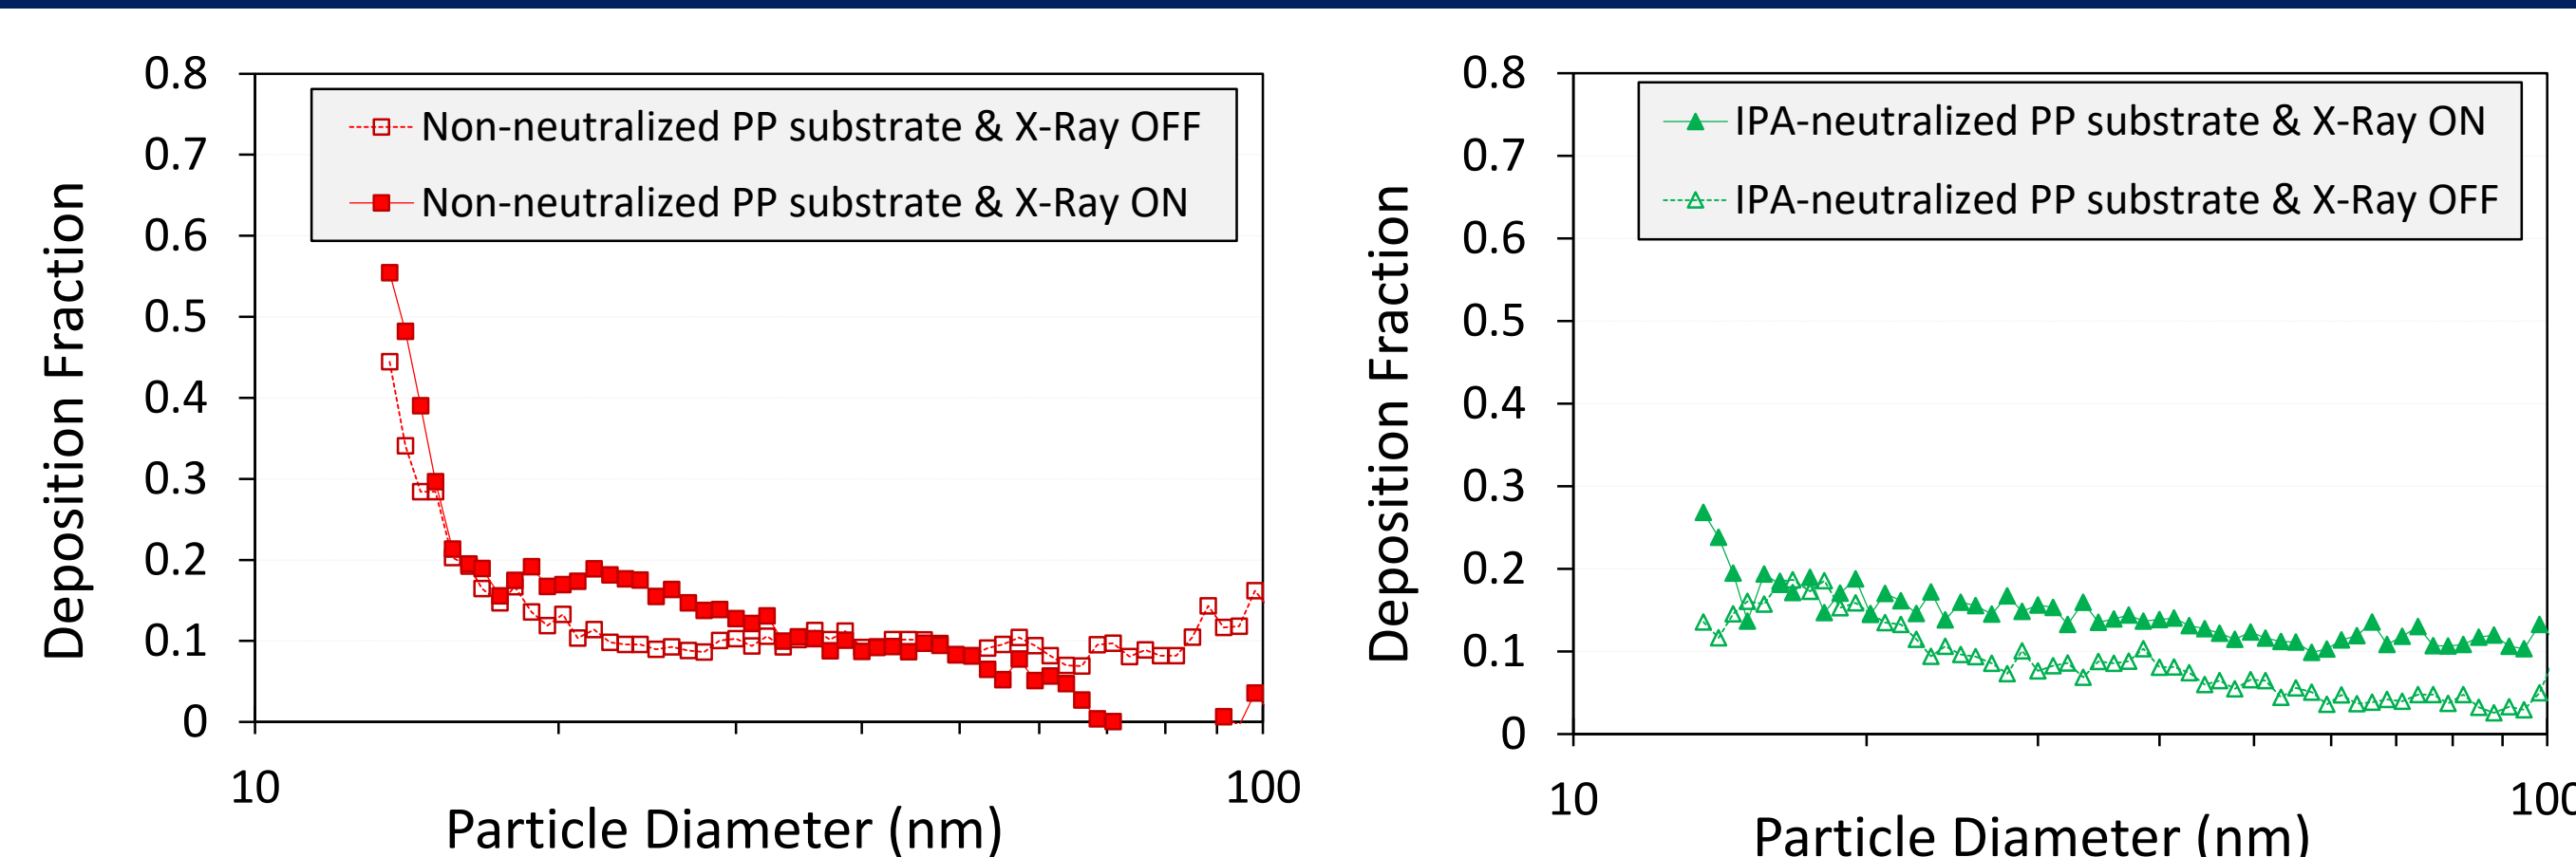 Deposition Fraction
0.8
0.7
0.6
0.5
0.4
0.3
0.2
0.1
0
Non-neutralized PP substrate & X-Ray OFF
Non-neutralized PP substrate & X-Ray ON
10
100
Particle Diameter (nm)
Deposition Fraction
0.8
0.7
0.6
0.5
0.4
0.3
0.2
0.1
0
IPA-neutralized PP substrate & X-Ray ON
IPA-neutralized PP substrate & X-Ray OFF
10
100
Particle Diameter (nm)